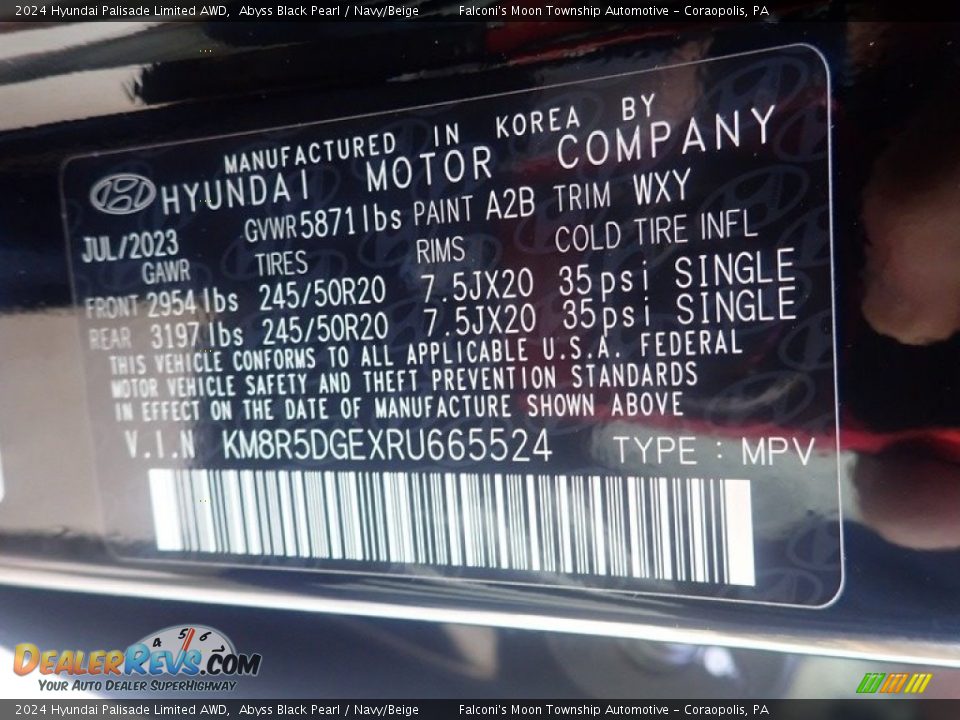 2024 Hyundai Palisade Limited AWD, Abyss Black Pearl / Navy/Beige Falconi's Moon Township Automotive - Coraopolis, PA
MANUFACTURED IN KOREA BY
HYUNDAI MOTOR COMPANY
JUL/2023 GVWR 5871 lbs PAINT A2B TRIM WXY
GAWR TIRES RIMS COLD TIRE INFL
FRONT 2954 lbs 245/50R20 7.5JX20 35psi SINGLE
REAR 3197 lbs 245/50R20 7.5JX20 35psi SINGLE
THIS VEHICLE CONFORMS TO ALL APPLICABLE U.S.A. FEDERAL
MOTOR VEHICLE SAFETY AND THEFT PREVENTION STANDARDS
IN EFFECT ON THE DATE OF MANUFACTURE SHOWN ABOVE
V.I.N KM8R5DGEXRU665524 TYPE : MPV
4 5 6
DEALERREVS.COM
YOUR AUTO DEALER SUPERHIGHWAY
2024 Hyundai Palisade Limited AWD, Abyss Black Pearl / Navy/Beige Falconi's Moon Township Automotive - Coraopolis, PA